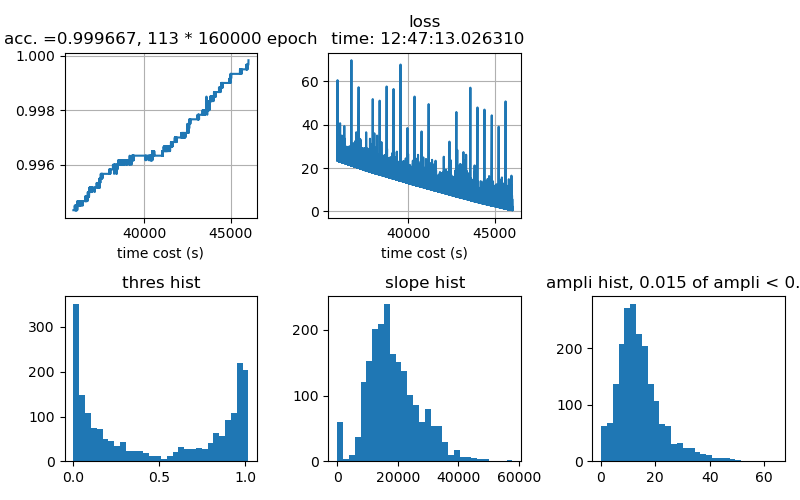 acc. =0.999667, 113 * 160000 epoch
1.000
0.998
0.996
40000 45000
time cost (s)
loss
time: 12:47:13.026310
60
40
20
0
40000 45000
time cost (s)
thres hist
300
200
100
0
0.0 0.5 1.0
slope hist
200
100
0
0 20000 40000 60000
ampli hist, 0.015 of ampli < 0.
200
100
0
0 20 40 60